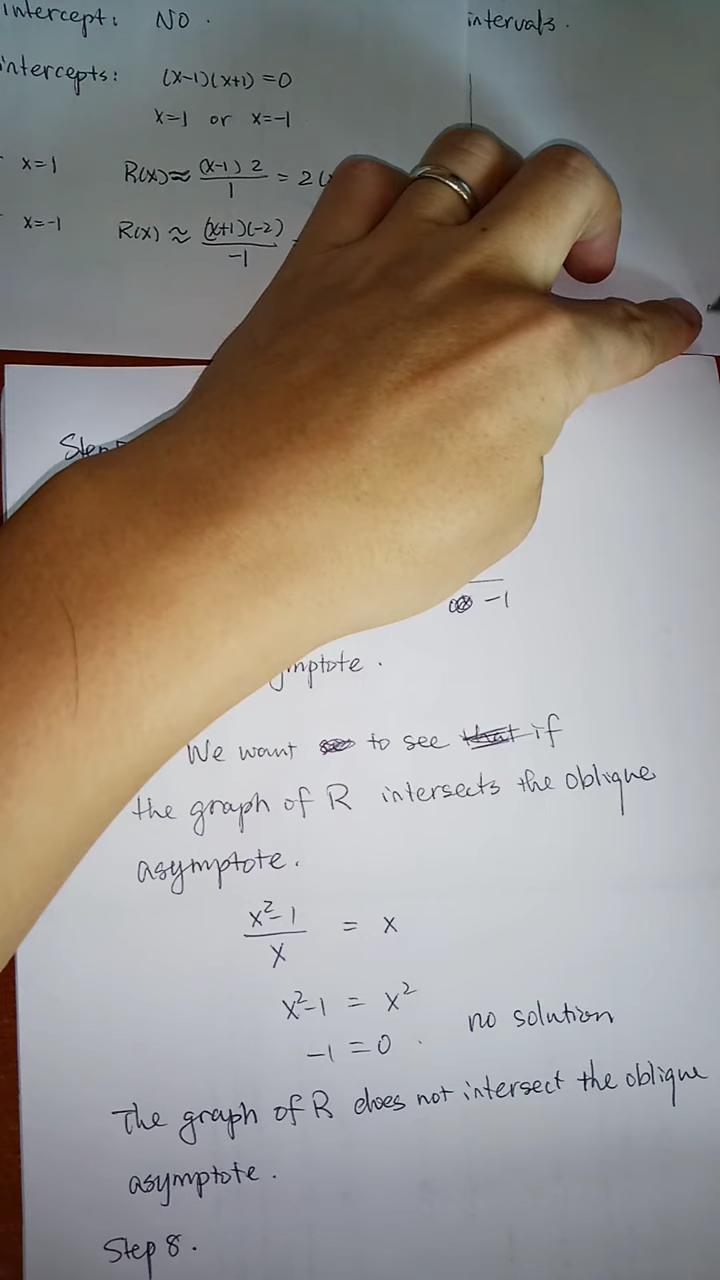 intercept: NO.
intervals.
intercepts: (x-1)(x+1)=0
x=1 or x=-1
x=1 R(x)≈ (x-1)2/1 = 2(
x=-1 R(x) ≈ (x+1)(-2)/-1
Step
-1
mptote.
We want to see if
the graph of R intersects the oblique
asymptote.
x²-1/x = x
x²-1 = x²
no solution
-1 = 0.
The graph of R does not intersect the oblique
asymptote.
Step 8.